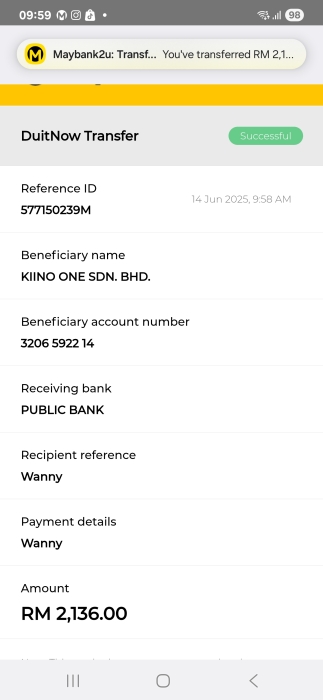 09:59
98
Maybank2u: Transf... You've transferred RM 2,1...
DuitNow Transfer
Successful
Reference ID
577150239M
14 Jun 2025, 9:58 AM
Beneficiary name
KIINO ONE SDN. BHD.
Beneficiary account number
3206 5922 14
Receiving bank
PUBLIC BANK
Recipient reference
Wanny
Payment details
Wanny
Amount
RM 2,136.00